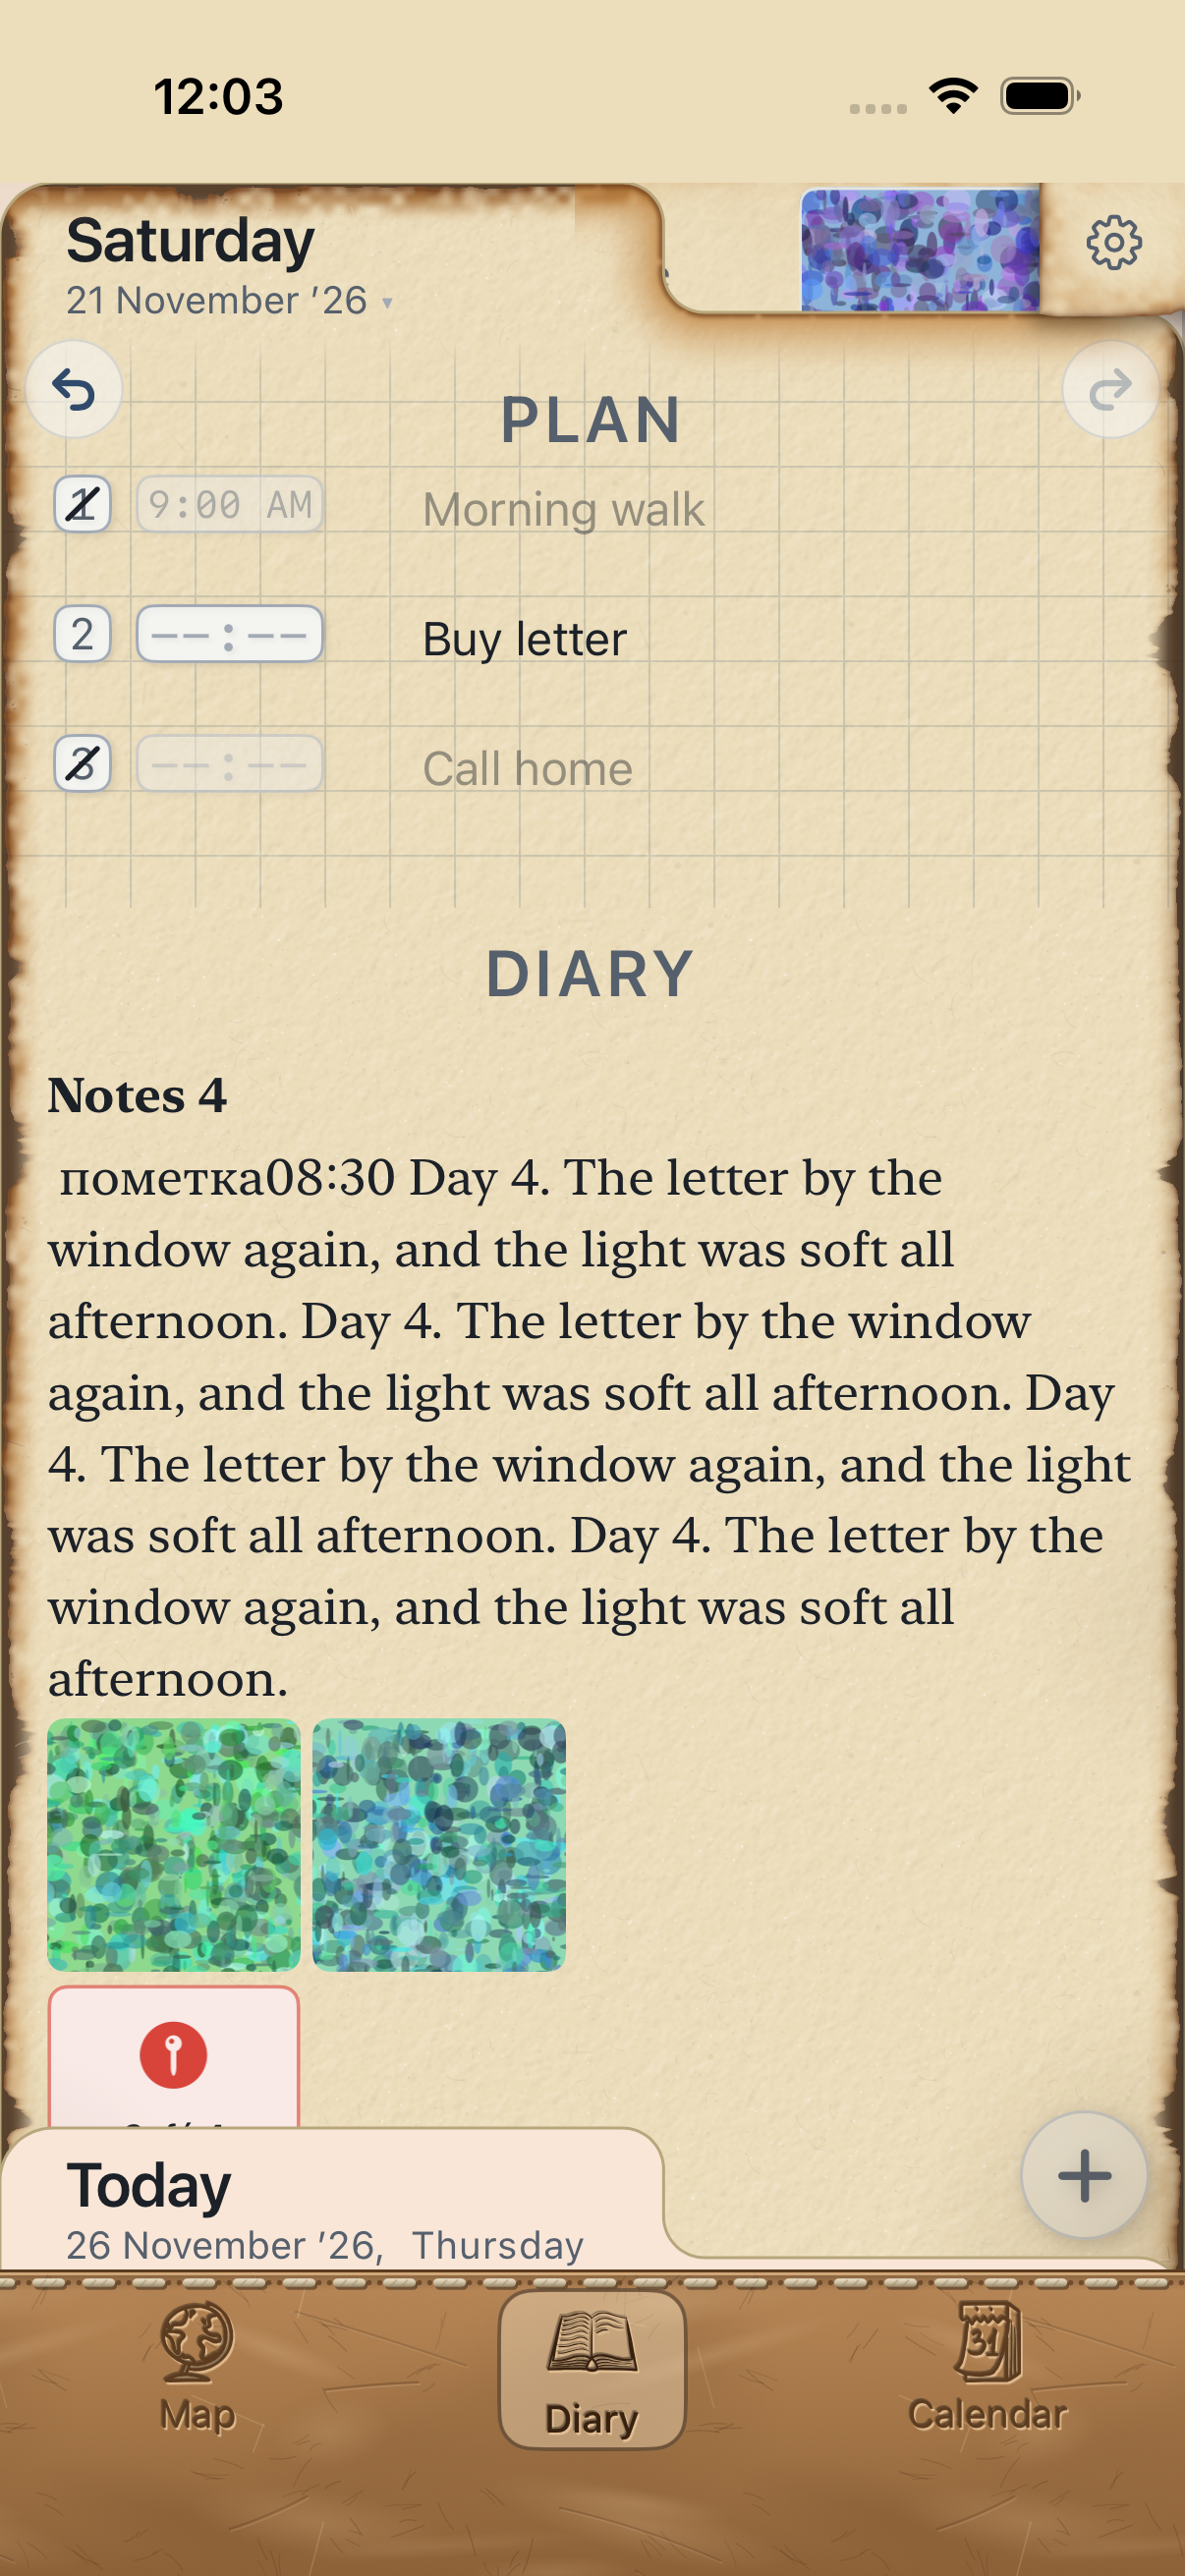 12:03
Saturday
21 November ’26
PLAN
1 9:00 AM Morning walk
2 --:-- Buy letter
3 --:-- Call home
DIARY
Notes 4
пометка08:30 Day 4. The letter by the
window again, and the light was soft all
afternoon. Day 4. The letter by the window
again, and the light was soft all afternoon. Day
4. The letter by the window again, and the light
was soft all afternoon. Day 4. The letter by the
window again, and the light was soft all
afternoon.
Today
26 November ’26, Thursday
31
Map
Diary
Calendar